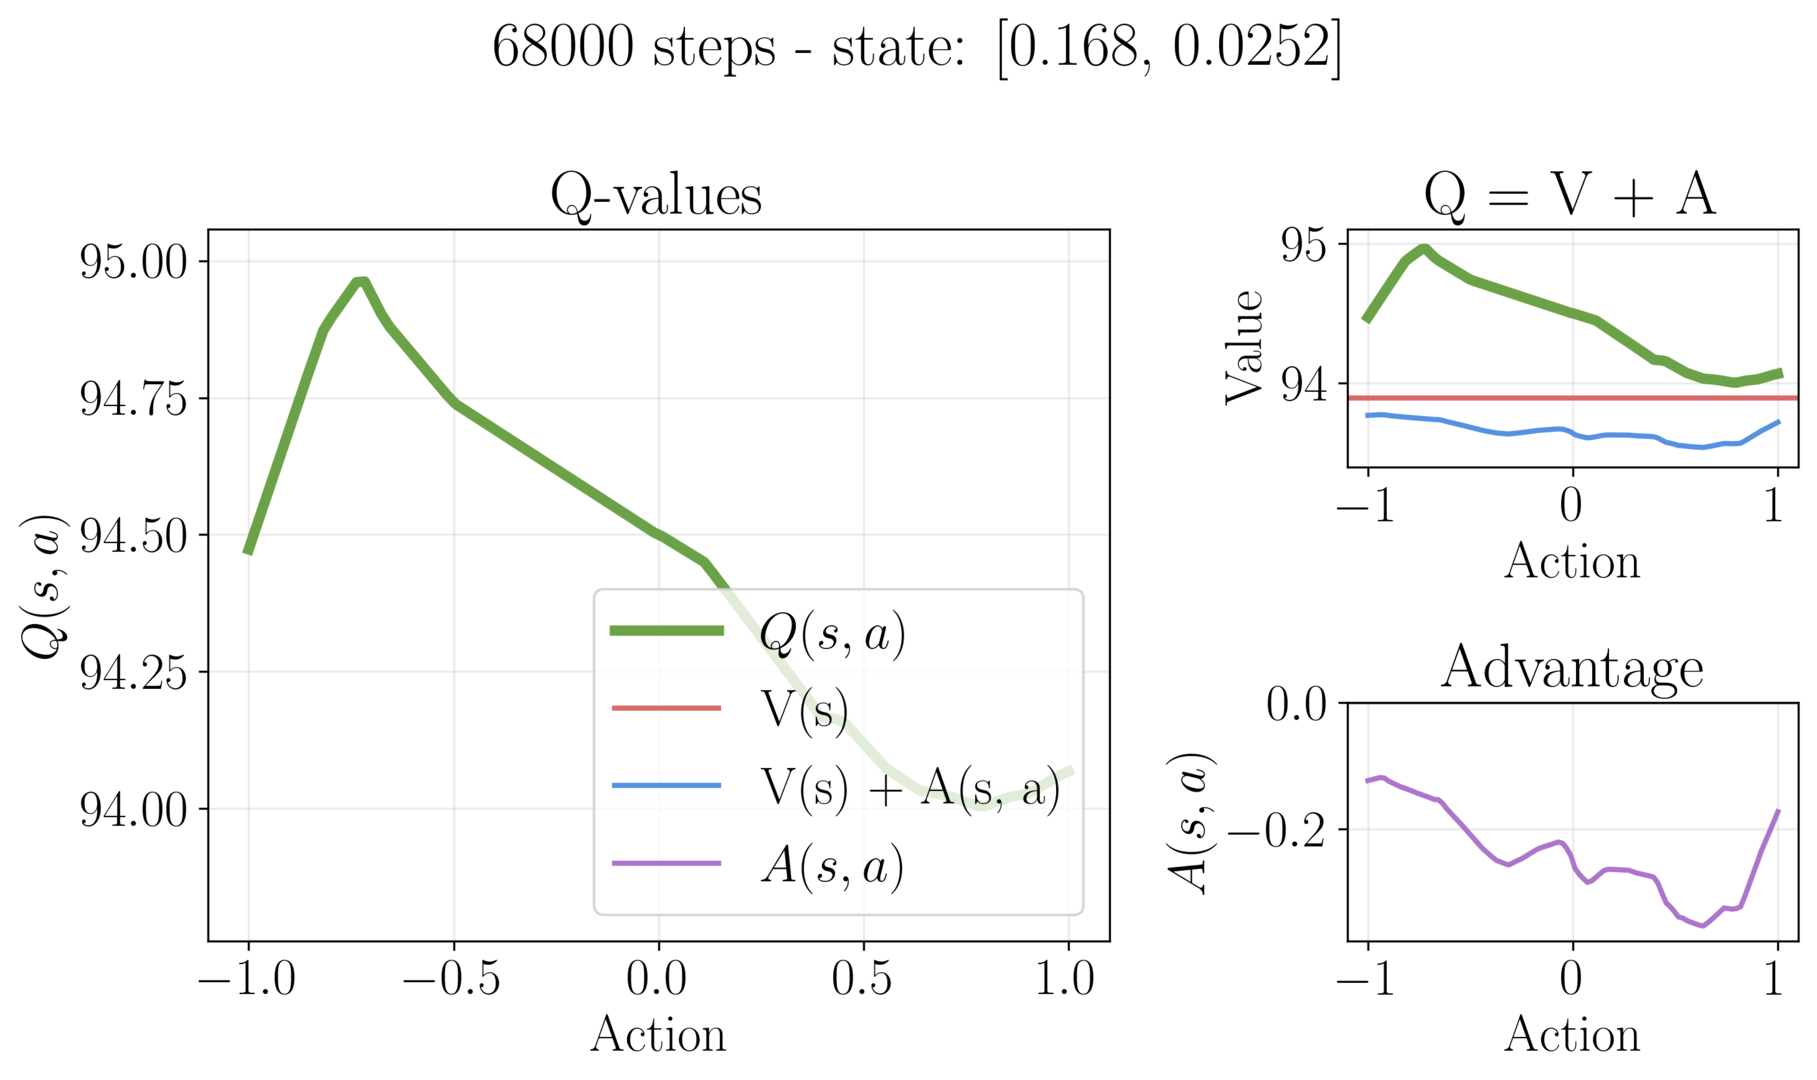 68000 steps - state: [0.168, 0.0252]
Q-values
Q(s, a)
95.00
94.75
94.50
94.25
94.00
−1.0 −0.5 0.0 0.5 1.0
Action
Q(s, a)
V(s)
V(s) + A(s, a)
A(s, a)
Q = V + A
Value
95
94
−1 0 1
Action
Advantage
A(s, a)
0.0
−0.2
−1 0 1
Action